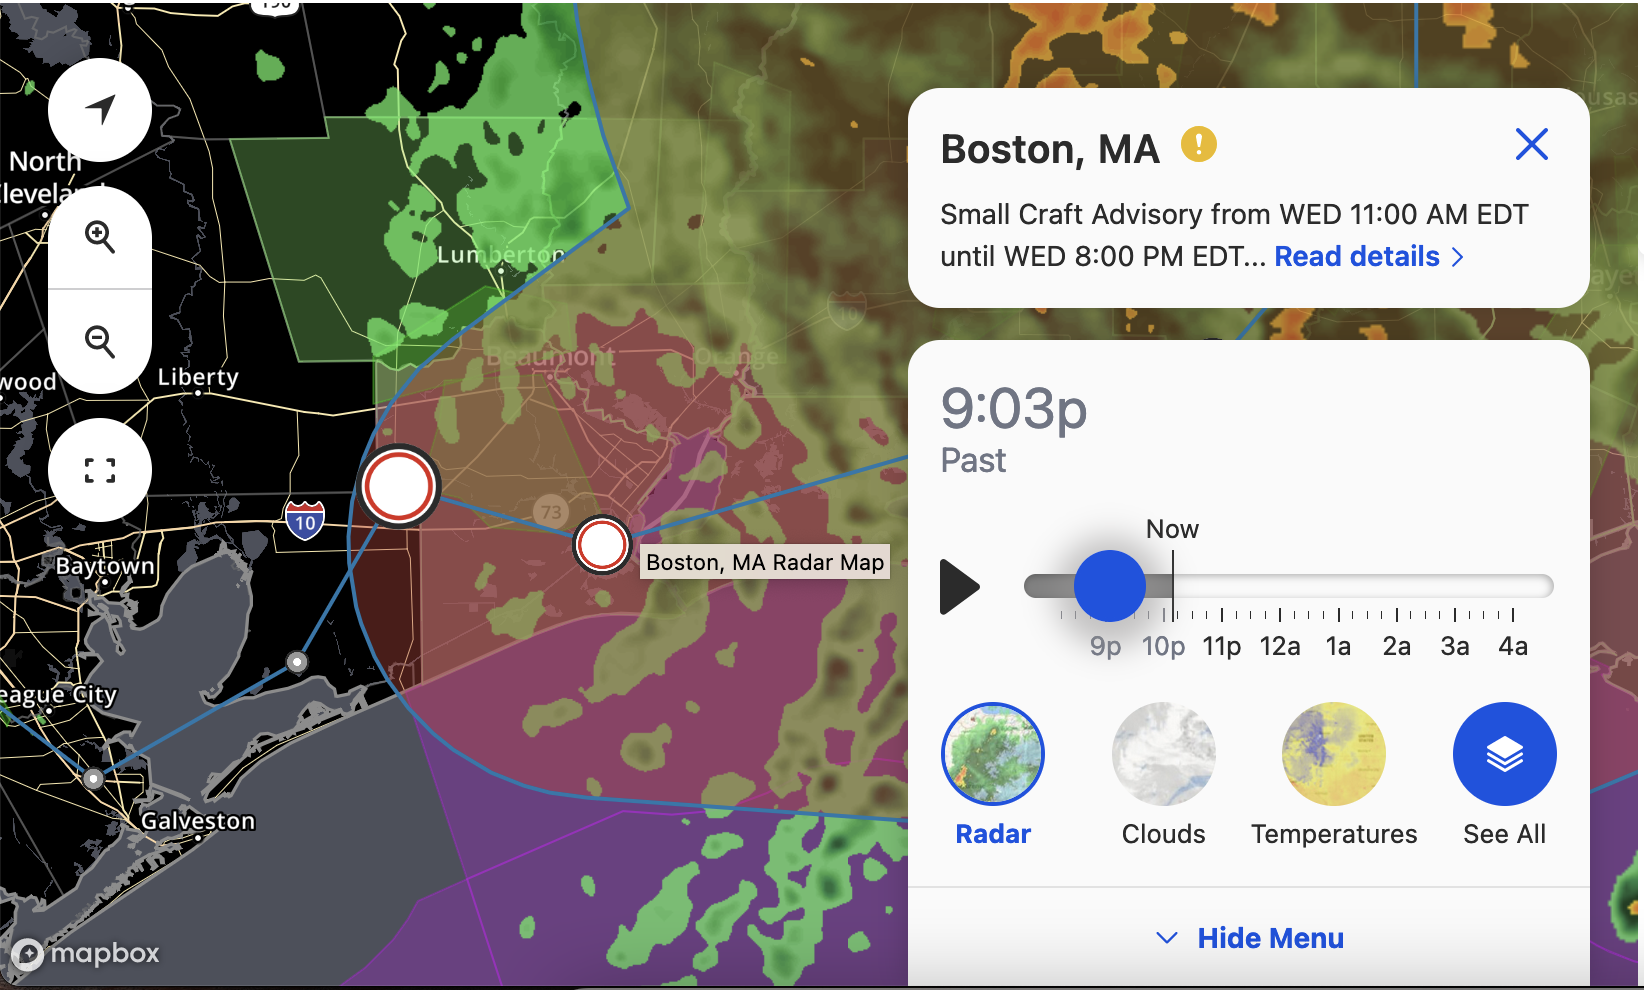 190
North
Lumberton
Beaumont
Orange
10
Liberty
wood
73
10
Baytown
eague City
Galveston
mapbox
Boston, MA Radar Map
Boston, MA !
Small Craft Advisory from WED 11:00 AM EDT
until WED 8:00 PM EDT... Read details
9:03p
Past
Now
9p 10p 11p 12a 1a 2a 3a 4a
Radar Clouds Temperatures See All
Hide Menu